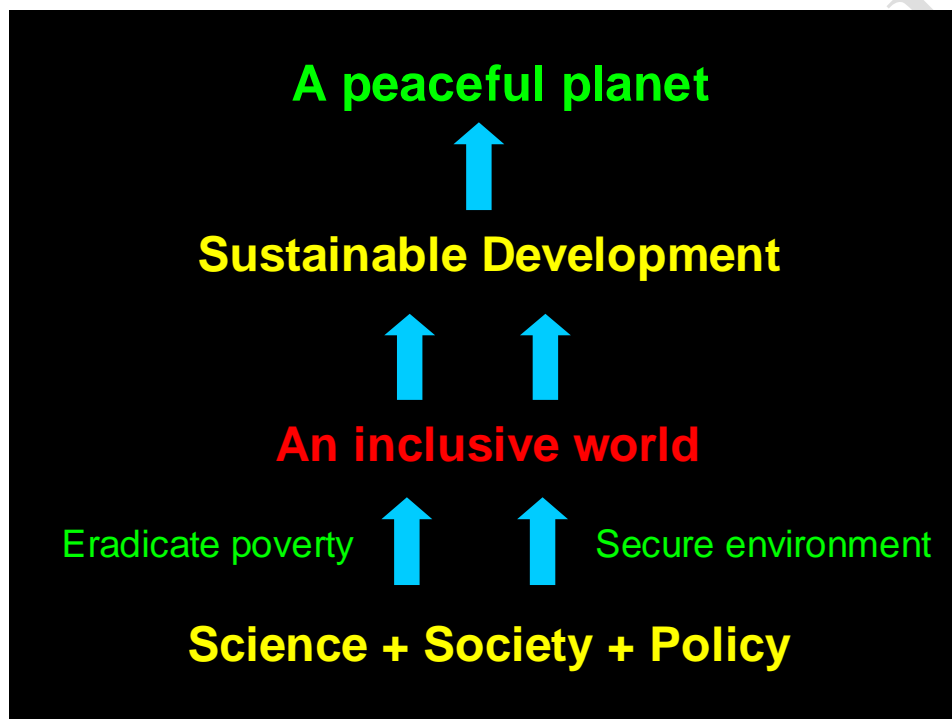 A peaceful planet
Sustainable Development
An inclusive world
Eradicate poverty
Secure environment
Science + Society + Policy